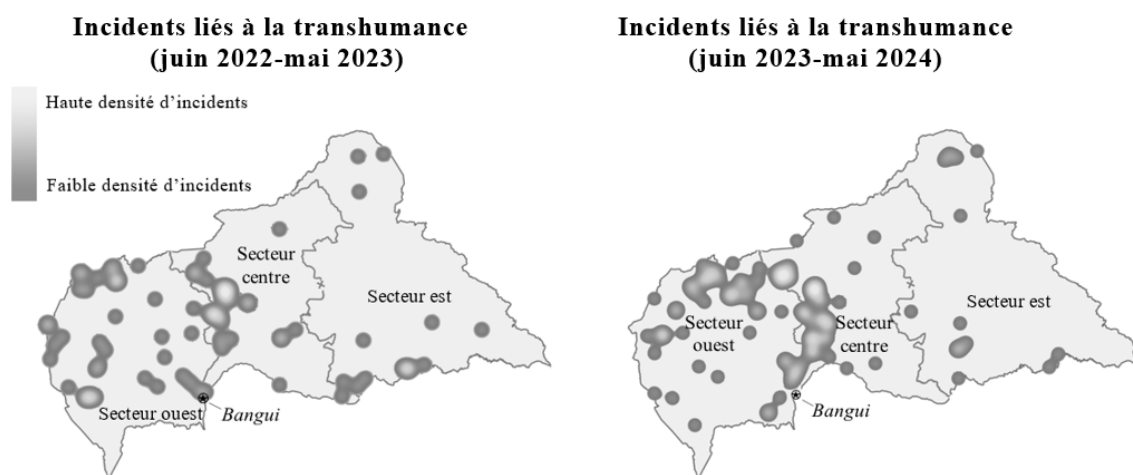 Incidents liés à la transhumance
(juin 2022-mai 2023)
Haute densité d’incidents
Faible densité d’incidents
Secteur
centre
Secteur est
Secteur ouest
Bangui
Incidents liés à la transhumance
(juin 2023-mai 2024)
Secteur est
Secteur
ouest
Secteur
centre
Bangui